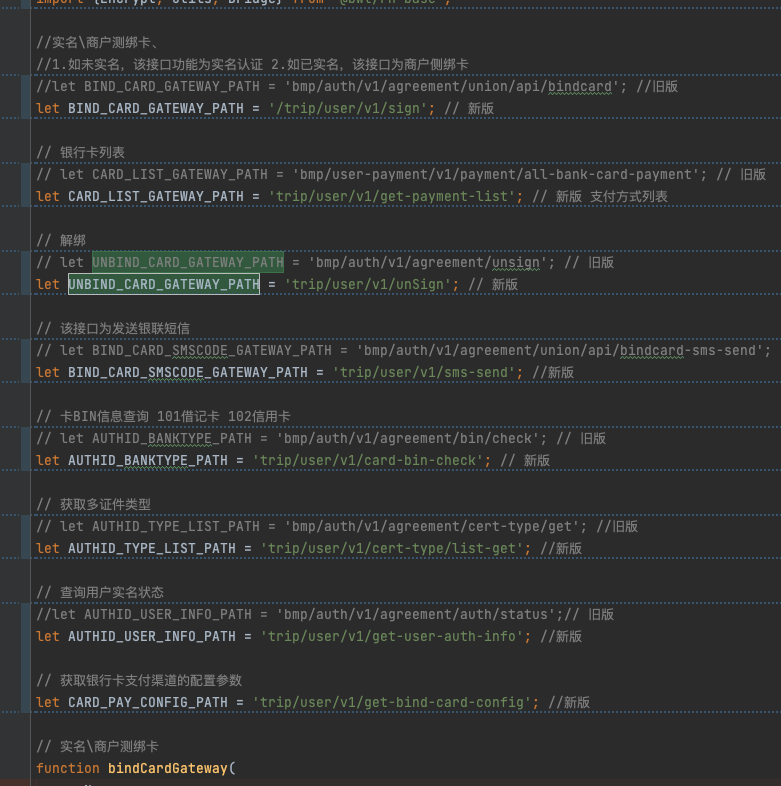 import {Encrypt, Utils, Bridge} from '@bwt/rn-base';
//实名\商户测绑卡、
//1.如未实名，该接口功能为实名认证 2.如已实名，该接口为商户侧绑卡
//let BIND_CARD_GATEWAY_PATH = 'bmp/auth/v1/agreement/union/api/bindcard'; //旧版
let BIND_CARD_GATEWAY_PATH = '/trip/user/v1/sign'; // 新版
// 银行卡列表
// let CARD_LIST_GATEWAY_PATH = 'bmp/user-payment/v1/payment/all-bank-card-payment'; // 旧版
let CARD_LIST_GATEWAY_PATH = 'trip/user/v1/get-payment-list'; // 新版 支付方式列表
// 解绑
// let UNBIND_CARD_GATEWAY_PATH = 'bmp/auth/v1/agreement/unsign'; // 旧版
let UNBIND_CARD_GATEWAY_PATH = 'trip/user/v1/unSign'; // 新版
// 该接口为发送银联短信
// let BIND_CARD_SMSCODE_GATEWAY_PATH = 'bmp/auth/v1/agreement/union/api/bindcard-sms-send';
let BIND_CARD_SMSCODE_GATEWAY_PATH = 'trip/user/v1/sms-send'; //新版
// 卡BIN信息查询 101借记卡 102信用卡
// let AUTHID_BANKTYPE_PATH = 'bmp/auth/v1/agreement/bin/check'; // 旧版
let AUTHID_BANKTYPE_PATH = 'trip/user/v1/card-bin-check'; // 新版
// 获取多证件类型
// let AUTHID_TYPE_LIST_PATH = 'bmp/auth/v1/agreement/cert-type/get'; //旧版
let AUTHID_TYPE_LIST_PATH = 'trip/user/v1/cert-type/list-get'; //新版
// 查询用户实名状态
//let AUTHID_USER_INFO_PATH = 'bmp/auth/v1/agreement/auth/status';// 旧版
let AUTHID_USER_INFO_PATH = 'trip/user/v1/get-user-auth-info'; //新版
// 获取银行卡支付渠道的配置参数
let CARD_PAY_CONFIG_PATH = 'trip/user/v1/get-bind-card-config'; //新版
// 实名\商户测绑卡
function bindCardGateway(